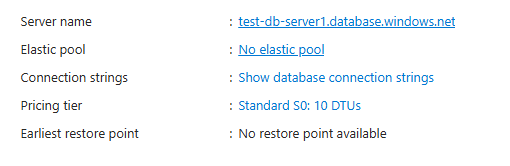 Server name : test-db-server1.database.windows.net
Elastic pool : No elastic pool
Connection strings : Show database connection strings
Pricing tier : Standard S0: 10 DTUs
Earliest restore point : No restore point available